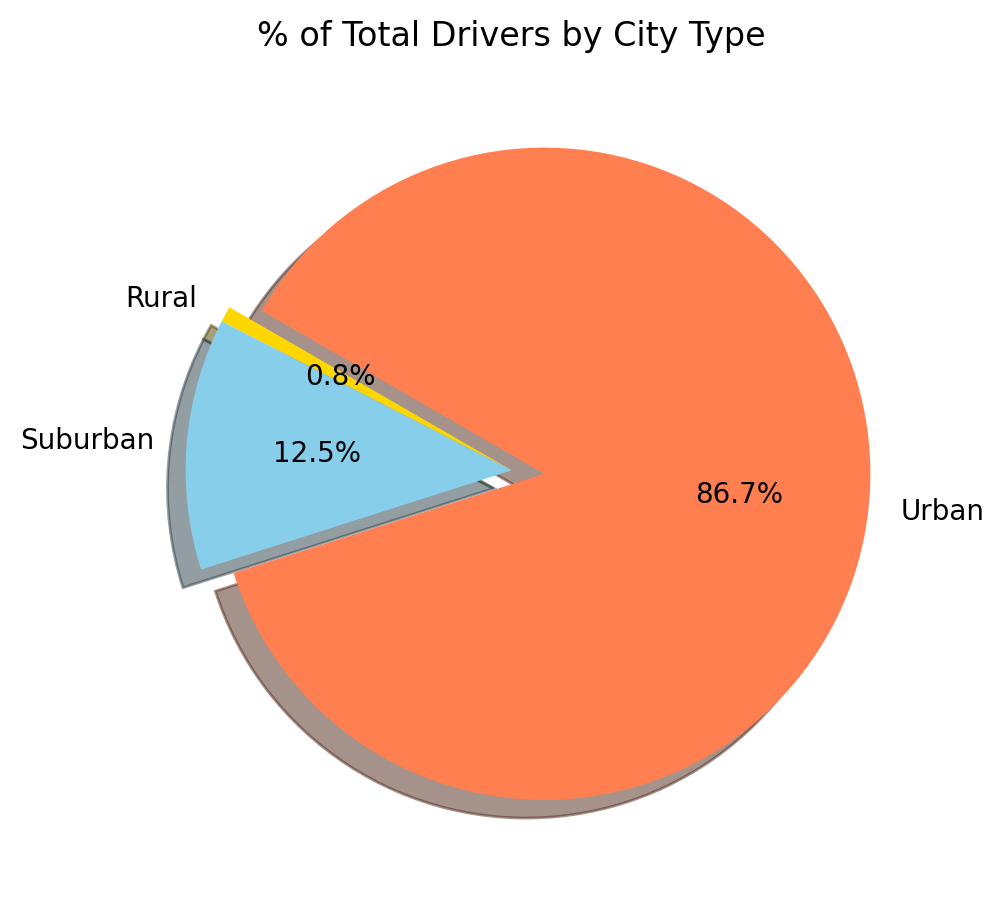 % of Total Drivers by City Type
Rural
0.8%
Suburban
12.5%
86.7%
Urban